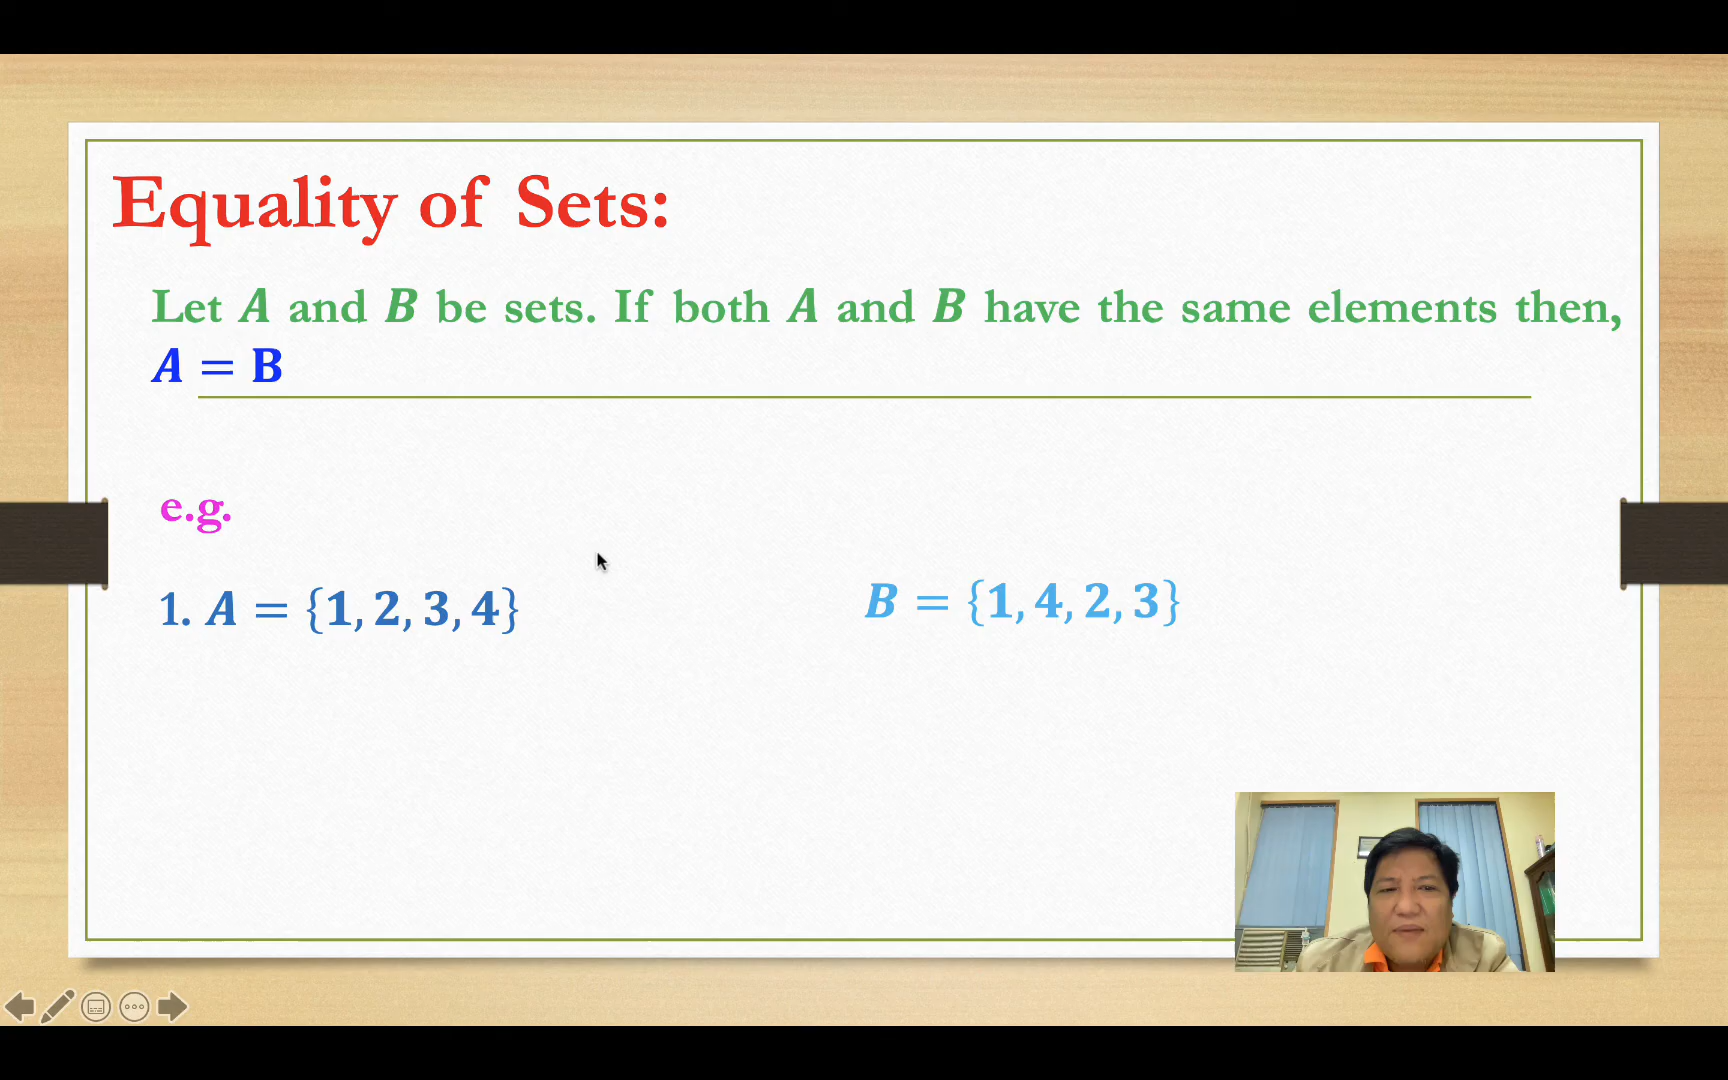 Equality of Sets:
Let A and B be sets. If both A and B have the same elements then,
A = B
e.g.
1. A = {1, 2, 3, 4}
B = {1, 4, 2, 3}